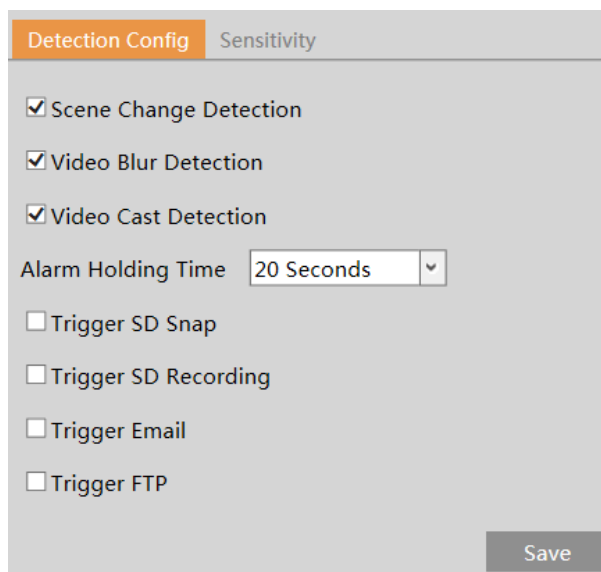 Detection Config Sensitivity
Scene Change Detection
Video Blur Detection
Video Cast Detection
Alarm Holding Time 20 Seconds
Trigger SD Snap
Trigger SD Recording
Trigger Email
Trigger FTP
Save